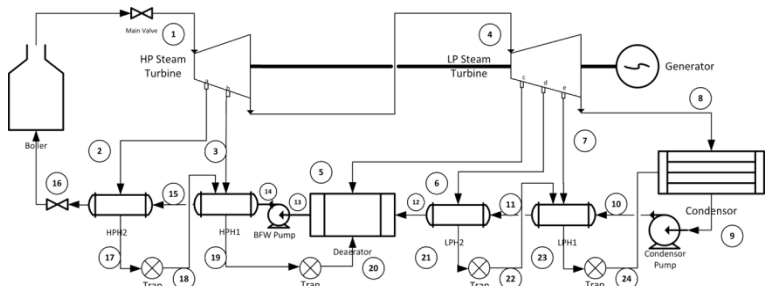 Main Valve
1
4
HP Steam
Turbine
LP Steam
Turbine
Generator
c
d
e
8
Boiler
2
3
5
6
7
16
15
14
13
12
11
10
HPH2
HPH1
BFW Pump
Deaerator
LPH2
LPH1
Condensor
Condensor
Pump
9
17
18
19
20
21
22
23
24
Trap
Trap
Trap
Trap